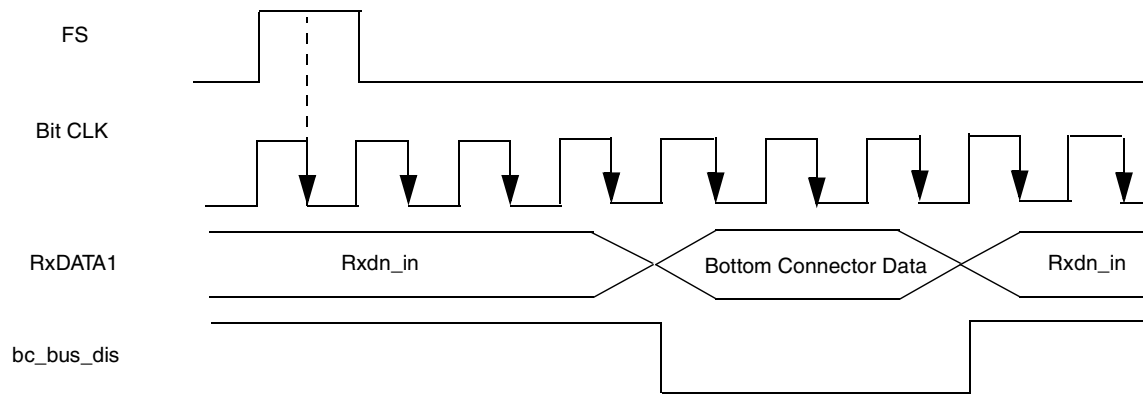 FS
Bit CLK
RxDATA1
Rxdn_in
Bottom Connector Data
Rxdn_in
bc_bus_dis